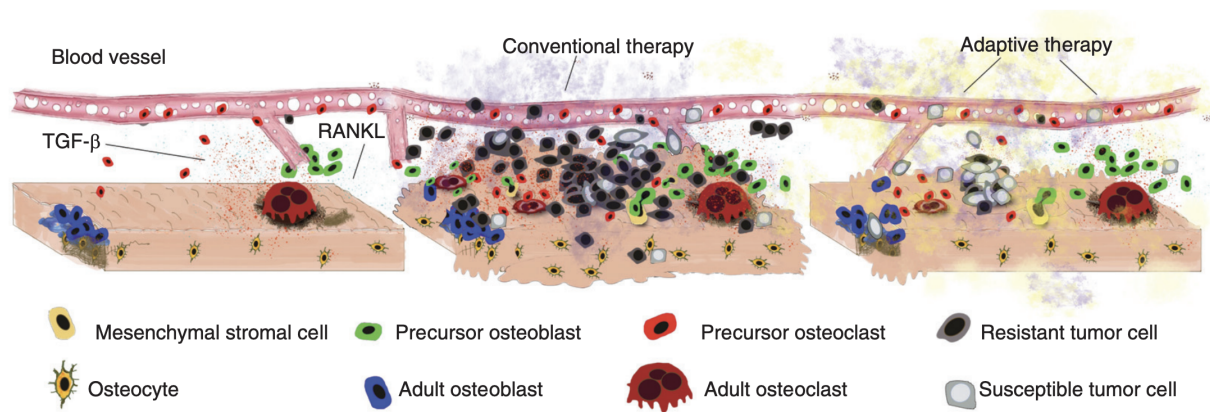 Blood vessel
Conventional therapy
Adaptive therapy
TGF-β
RANKL
Mesenchymal stromal cell
Precursor osteoblast
Precursor osteoclast
Resistant tumor cell
Osteocyte
Adult osteoblast
Adult osteoclast
Susceptible tumor cell